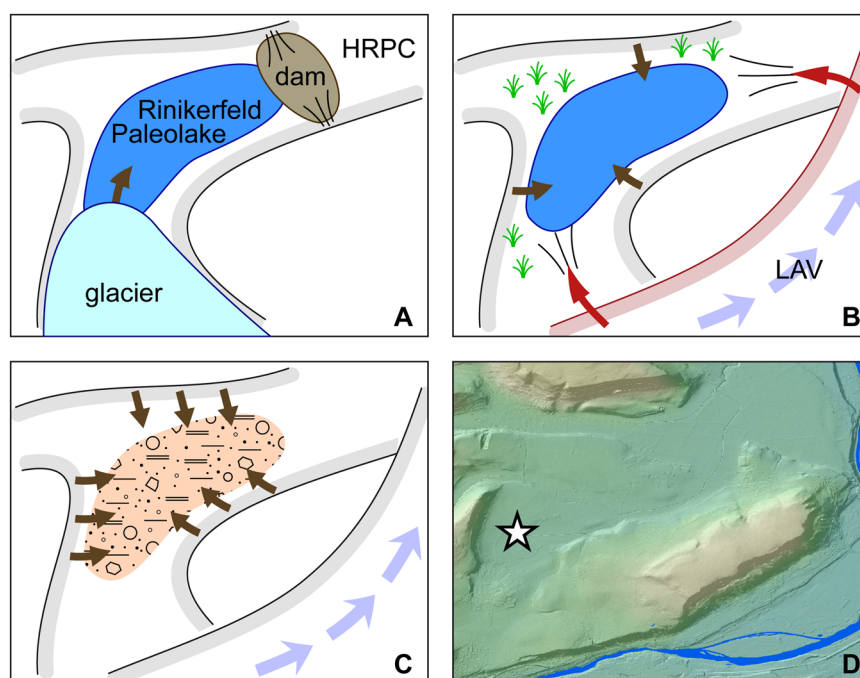 HRPC
dam
Rinikerfeld
Paleolake
glacier
A
LAV
B
C
D